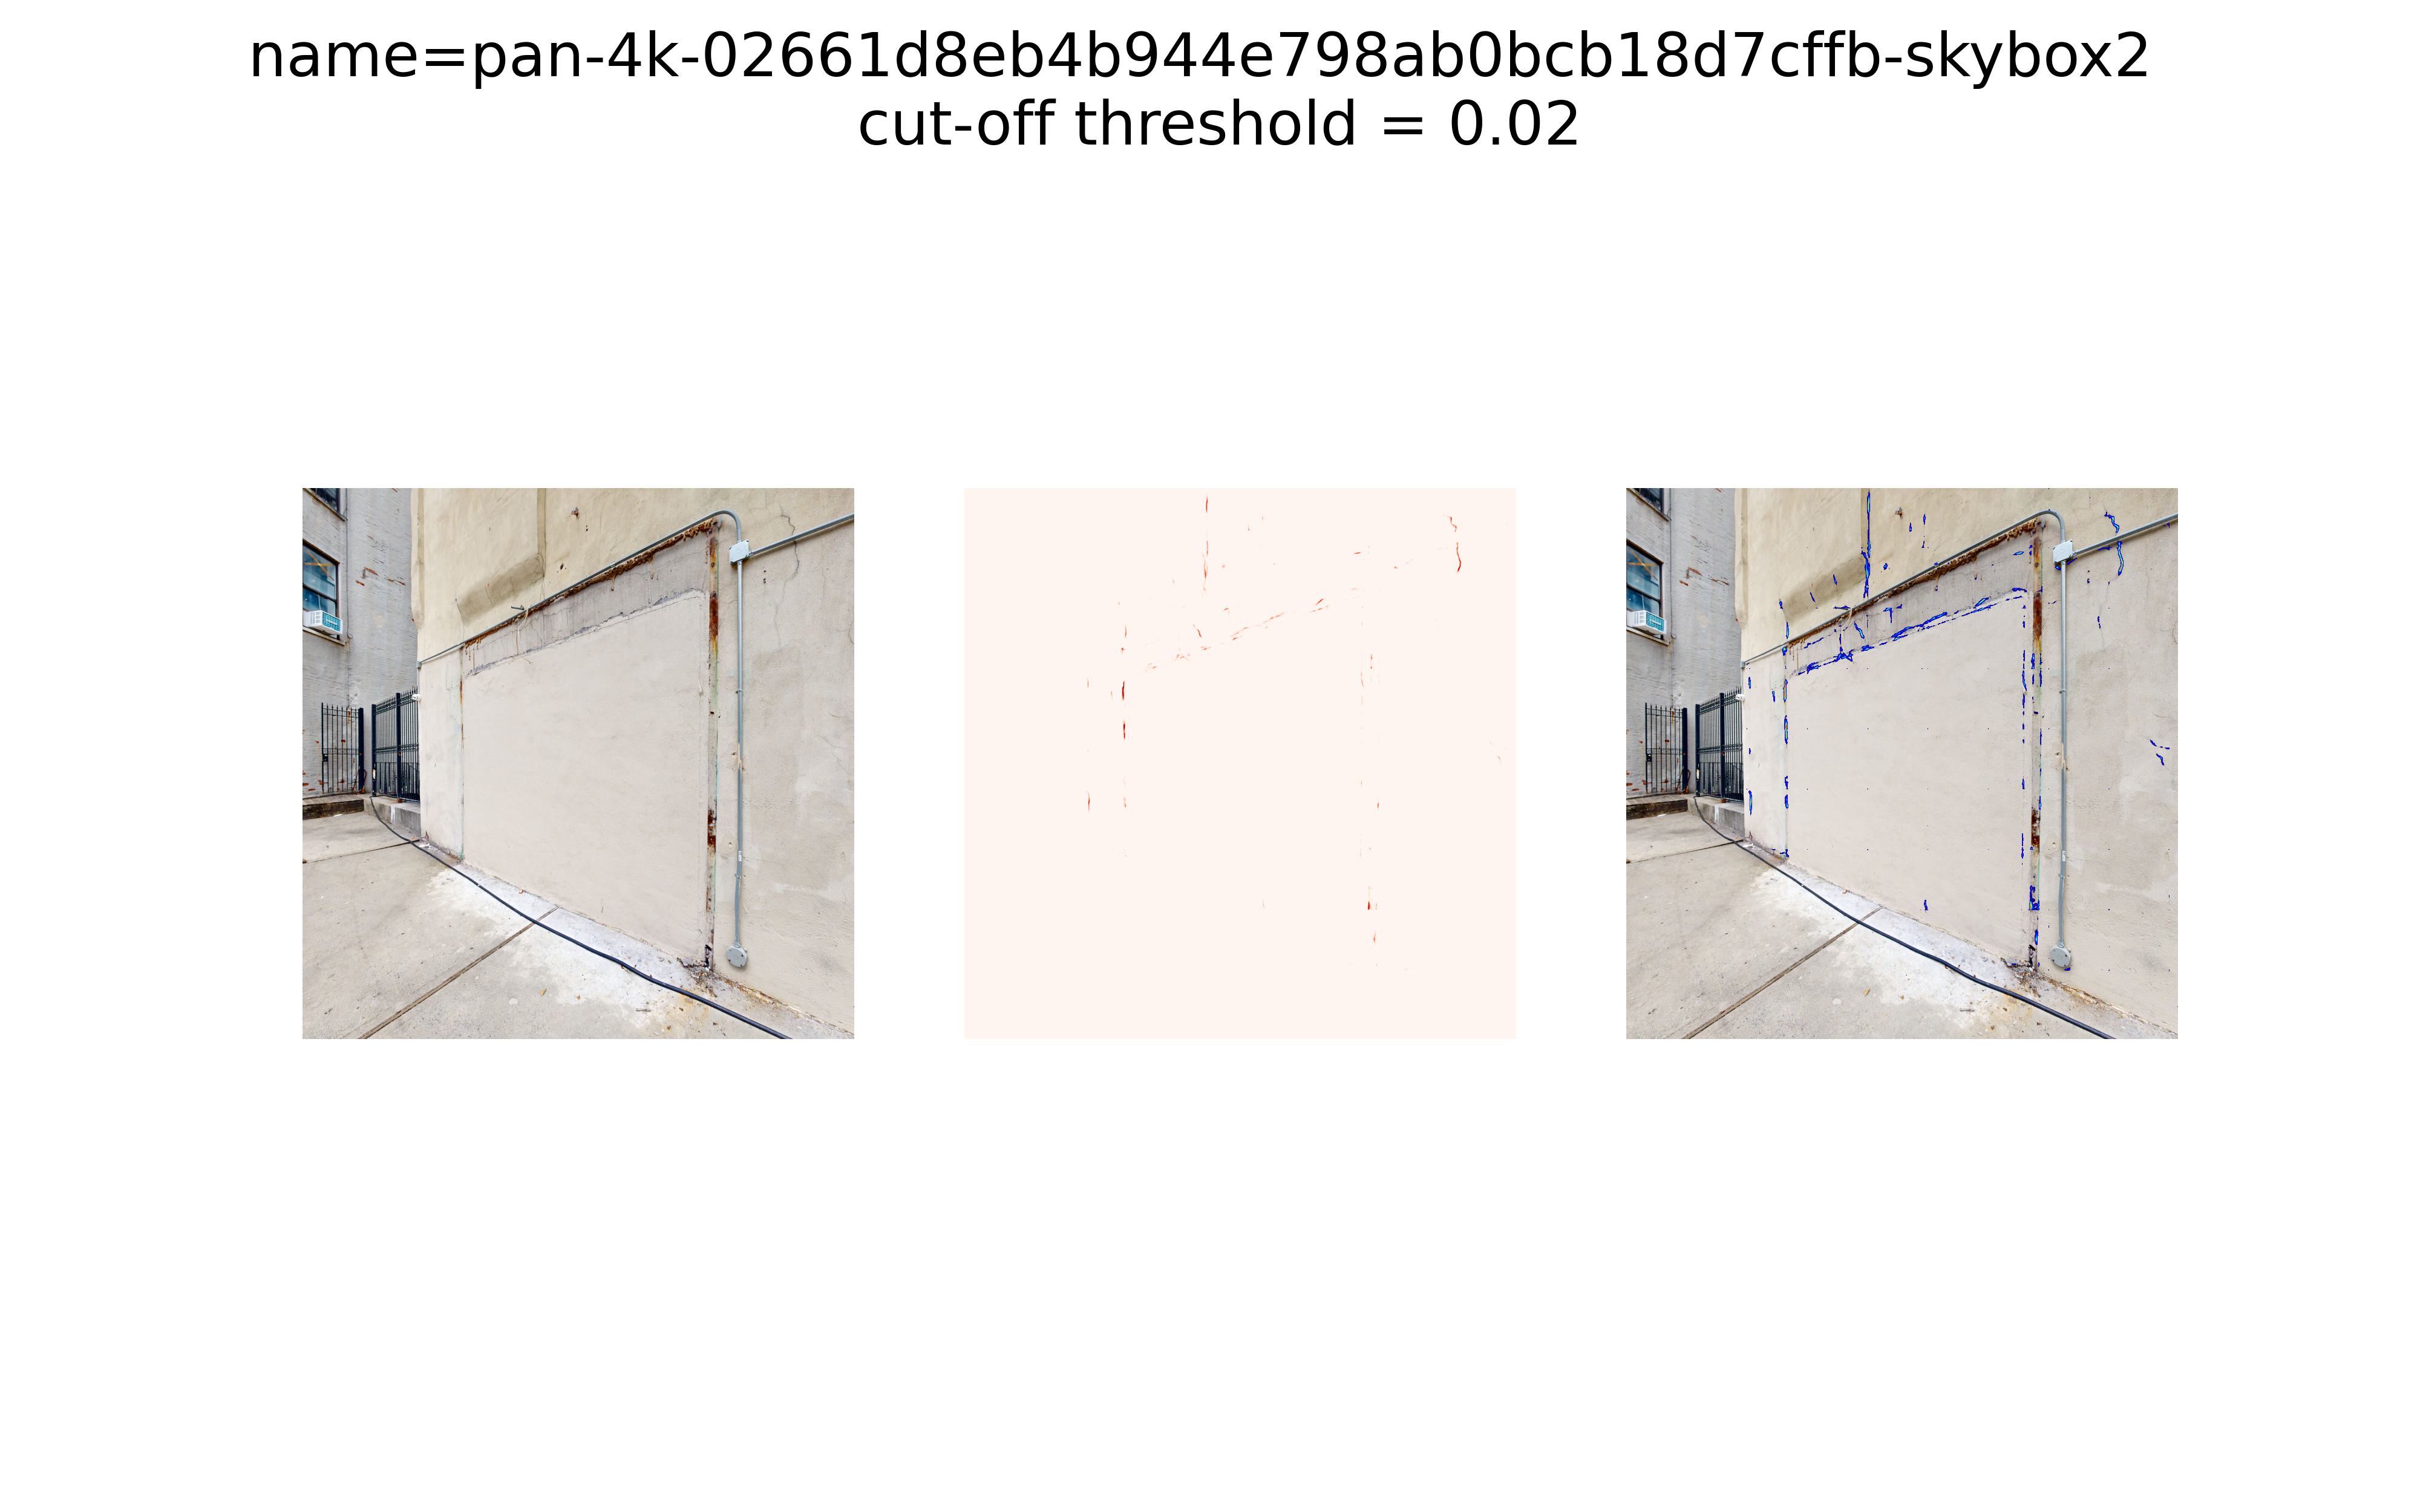 name=pan-4k-02661d8eb4b944e798ab0bcb18d7cffb-skybox2
cut-off threshold = 0.02